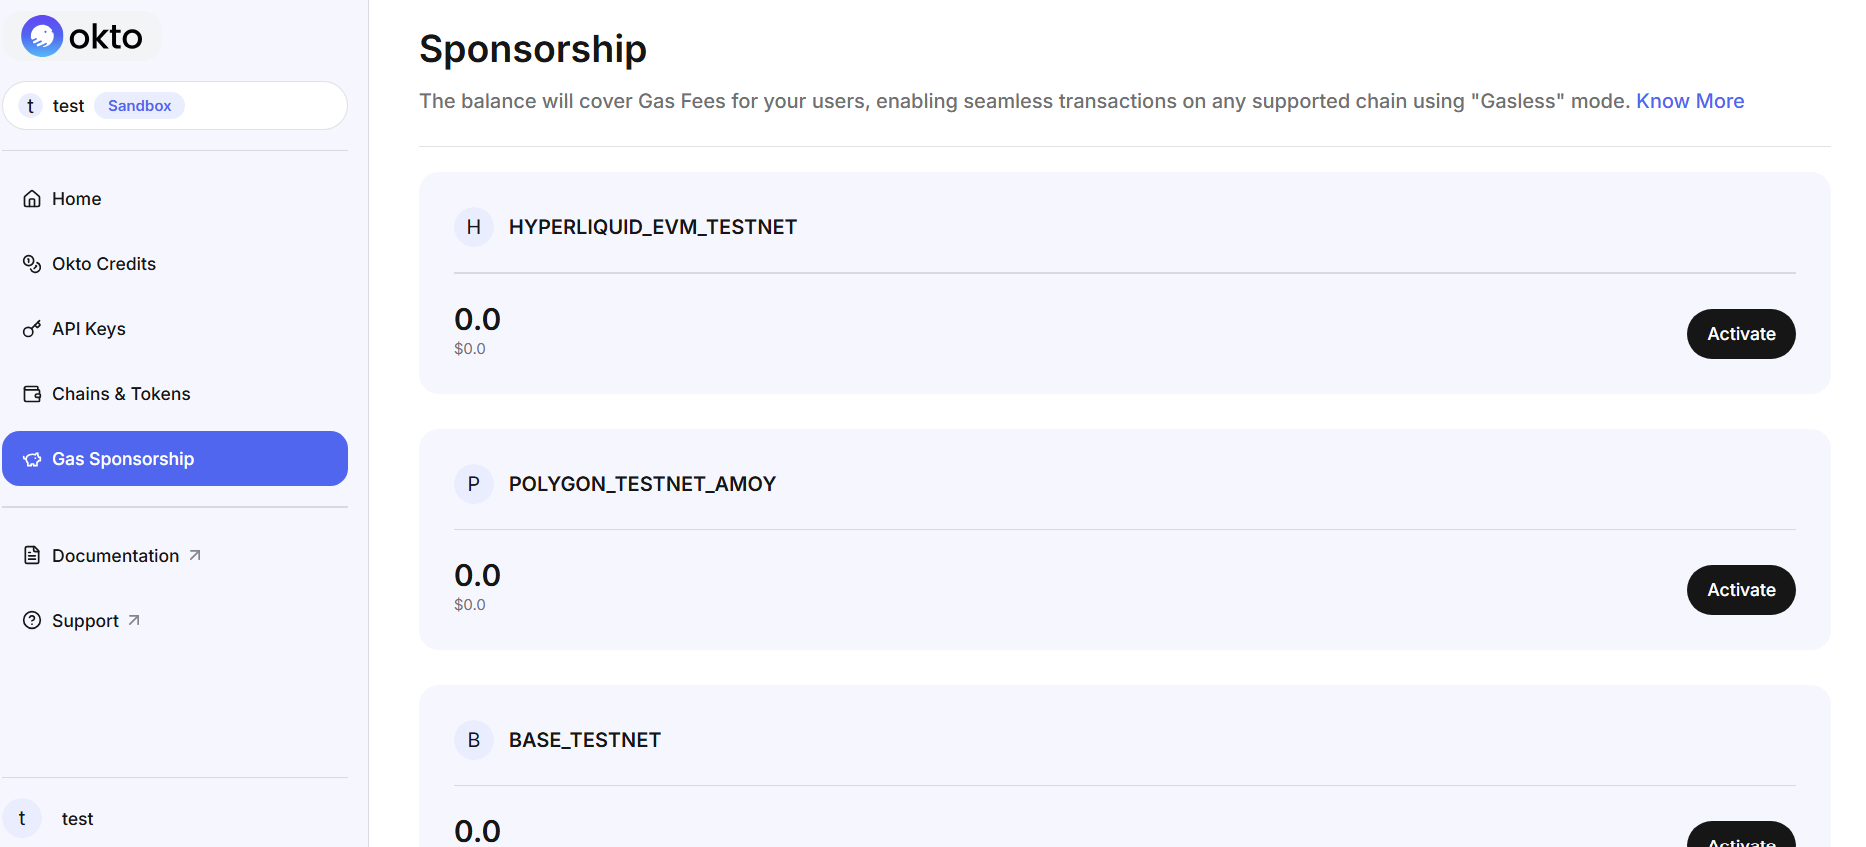 okto
t test Sandbox
Home
Okto Credits
API Keys
Chains & Tokens
Gas Sponsorship
Documentation
Support
t test
Sponsorship
The balance will cover Gas Fees for your users, enabling seamless transactions on any supported chain using "Gasless" mode. Know More
H HYPERLIQUID_EVM_TESTNET
0.0
$0.0
Activate
P POLYGON_TESTNET_AMOY
0.0
$0.0
Activate
B BASE_TESTNET
0.0
Activate